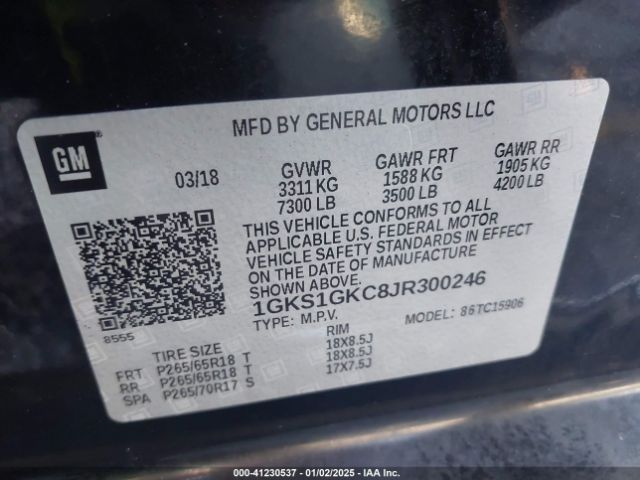 MFD BY GENERAL MOTORS LLC
GM
03/18
GVWR
3311 KG
7300 LB
GAWR FRT
1588 KG
3500 LB
GAWR RR
1905 KG
4200 LB
THIS VEHICLE CONFORMS TO ALL
APPLICABLE U.S. FEDERAL MOTOR
VEHICLE SAFETY STANDARDS IN EFFECT
ON THE DATE OF MANUFACTURE
SHOWN ABOVE.
1GKS1GKC8JR300246
TYPE: M.P.V. MODEL: 86TC15906
8555
TIRE SIZE RIM
FRT P265/65R18 T 18X8.5J
RR P265/65R18 T 18X8.5J
SPA P265/70R17 S 17X7.5J
000-41230537 - 01/02/2025 - IAA Inc.